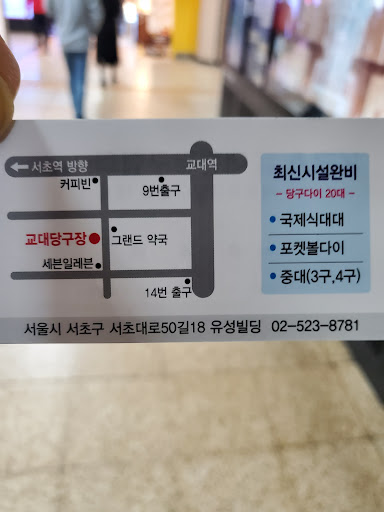 ← 서초역 방향
교대역
커피빈
9번출구
교대당구장
그랜드 약국
세븐일레븐
14번 출구
최신시설완비
- 당구다이 20대 -
• 국제식대대
• 포켓볼다이
• 중대(3구,4구)
서울시 서초구 서초대로50길18 유성빌딩 02-523-8781